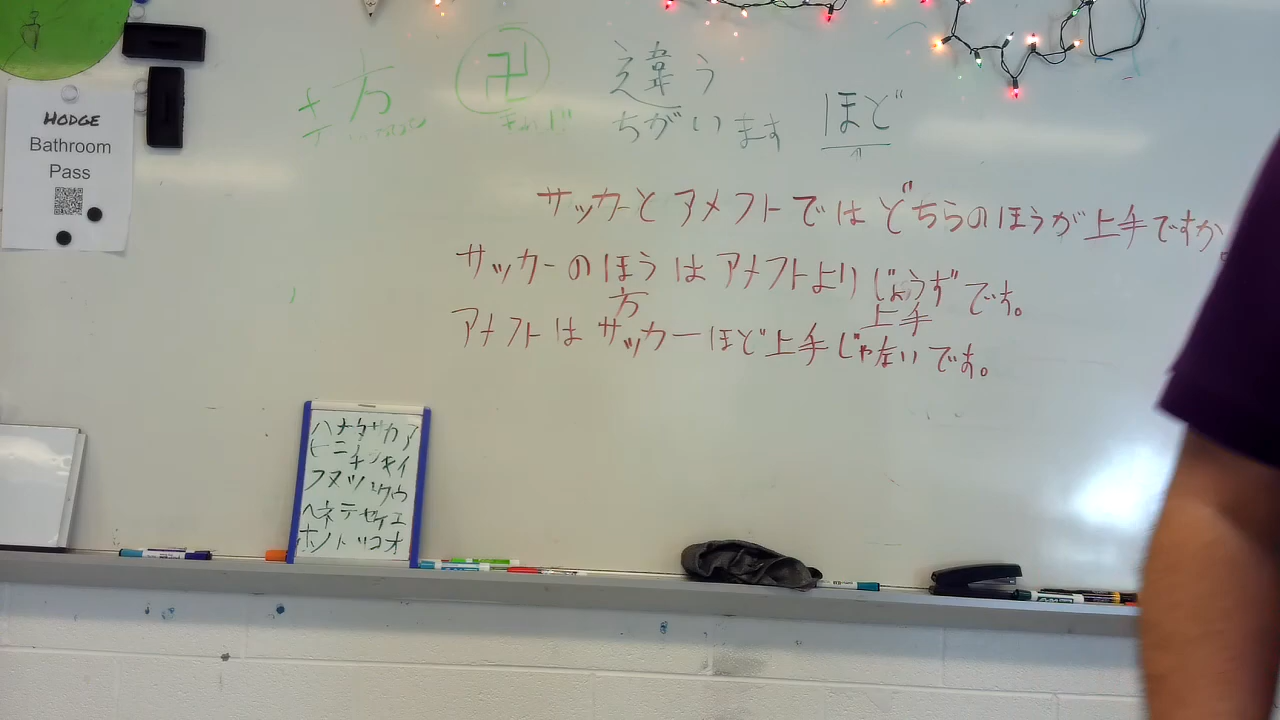 HODGE
Bathroom
Pass
方
卍
違う
ちがいます
ほど
サッカーとアメフトではどちらのほうが上手ですか。
サッカーのほうはアメフトよりじょうずです。
方
上手
アメフトはサッカーほど上手じゃないです。
ハナタサカア
ヒニチシキイ
フヌツスクウ
ヘネテセケエ
ホノトソコオ